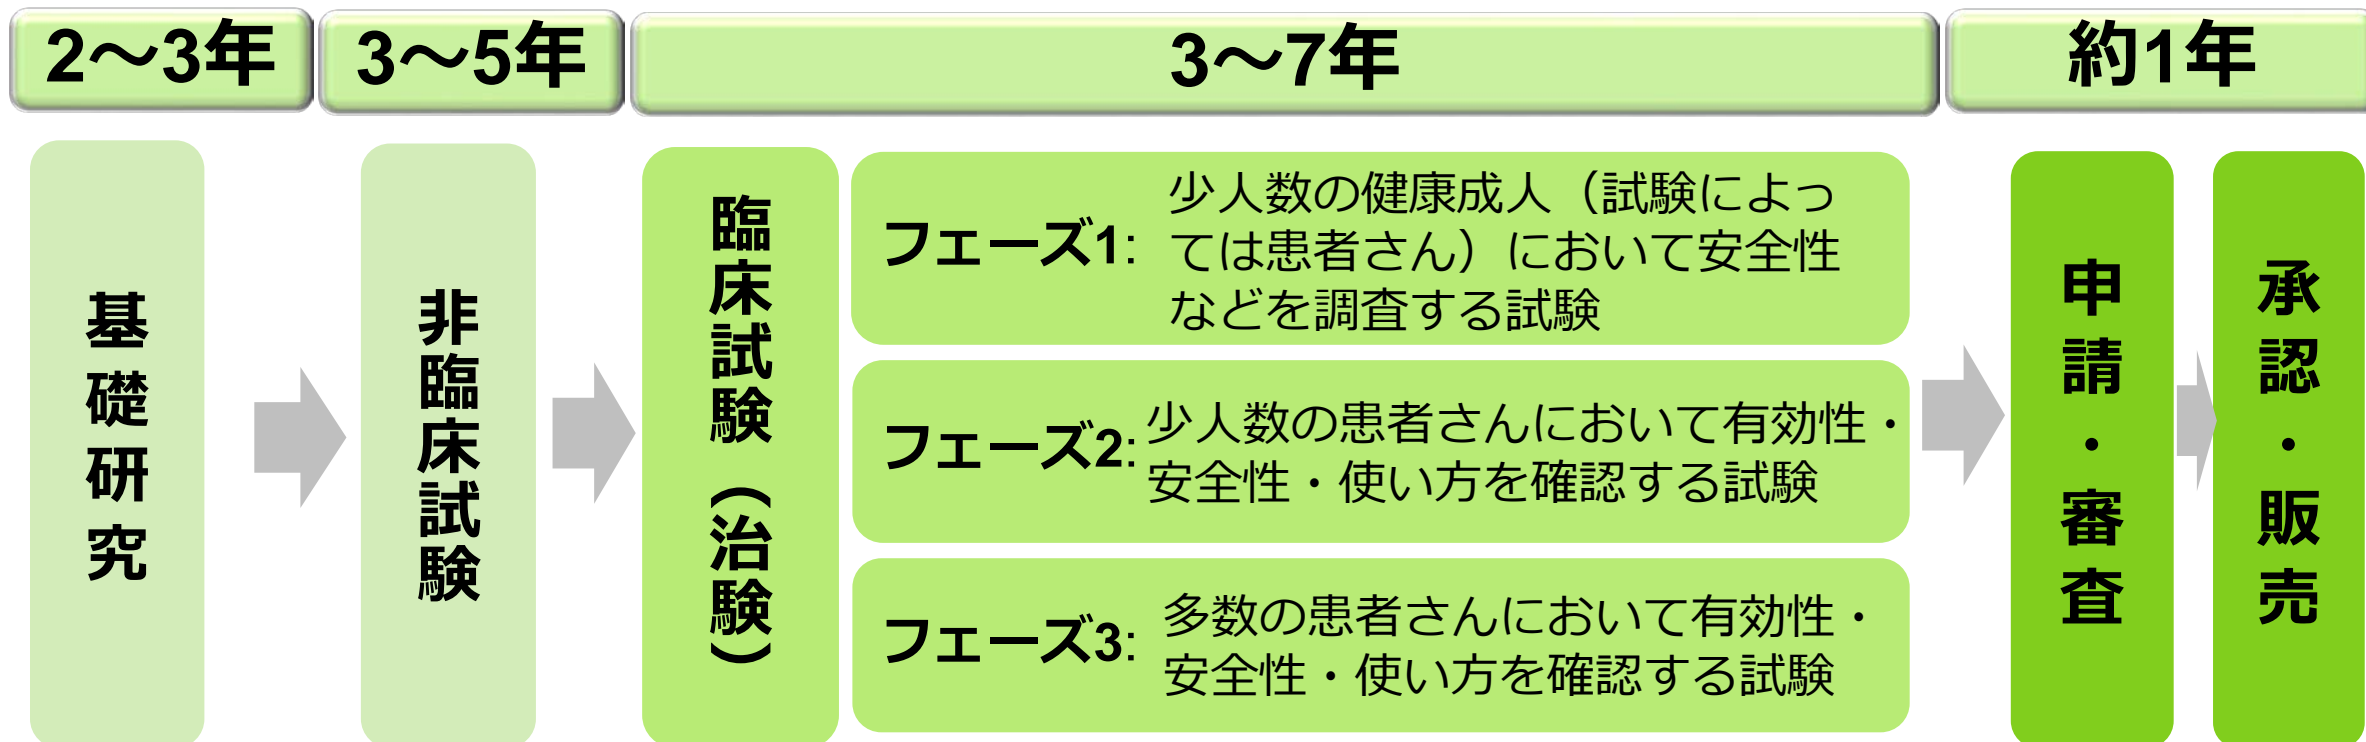 2～3年
3～5年
3～7年
約1年
基礎研究
非臨床試験
臨床試験（治験）
フェーズ1:
少人数の健康成人（試験によっ
ては患者さん）において安全性
などを調査する試験
フェーズ2:
少人数の患者さんにおいて有効性・
安全性・使い方を確認する試験
フェーズ3:
多数の患者さんにおいて有効性・
安全性・使い方を確認する試験
申請・審査
承認・販売